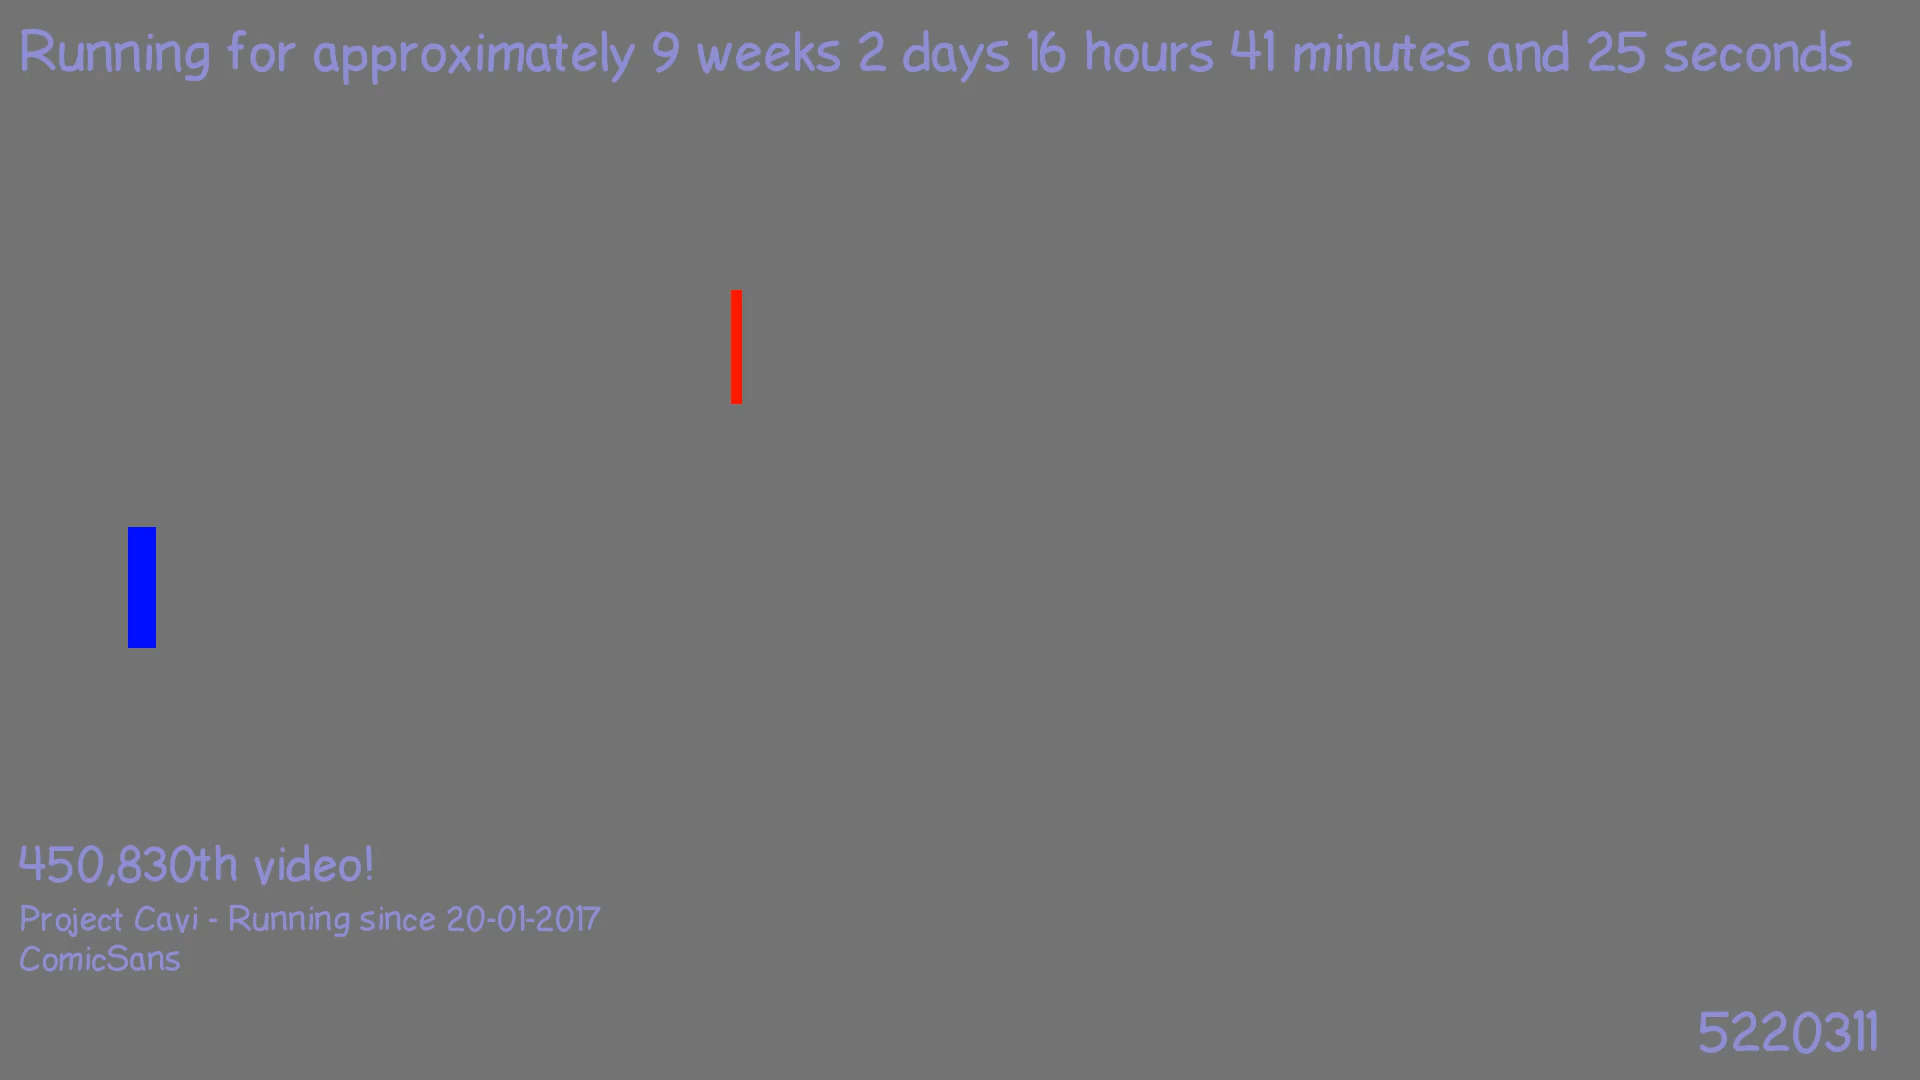 Running for approximately 9 weeks 2 days 16 hours 41 minutes and 25 seconds
450,830th video!
Project Cavi - Running since 20-01-2017
ComicSans
5220311